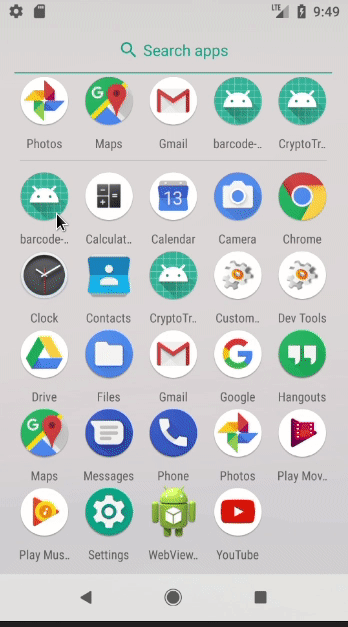 LTE 9:49
Search apps
Photos Maps Gmail barcode-.. CryptoTr..
barcode-.. Calculat.. Calendar Camera Chrome
13
Clock Contacts CryptoTr.. Custom.. Dev Tools
Drive Files Gmail Google Hangouts
Maps Messages Phone Photos Play Mov..
Play Mus.. Settings WebView.. YouTube